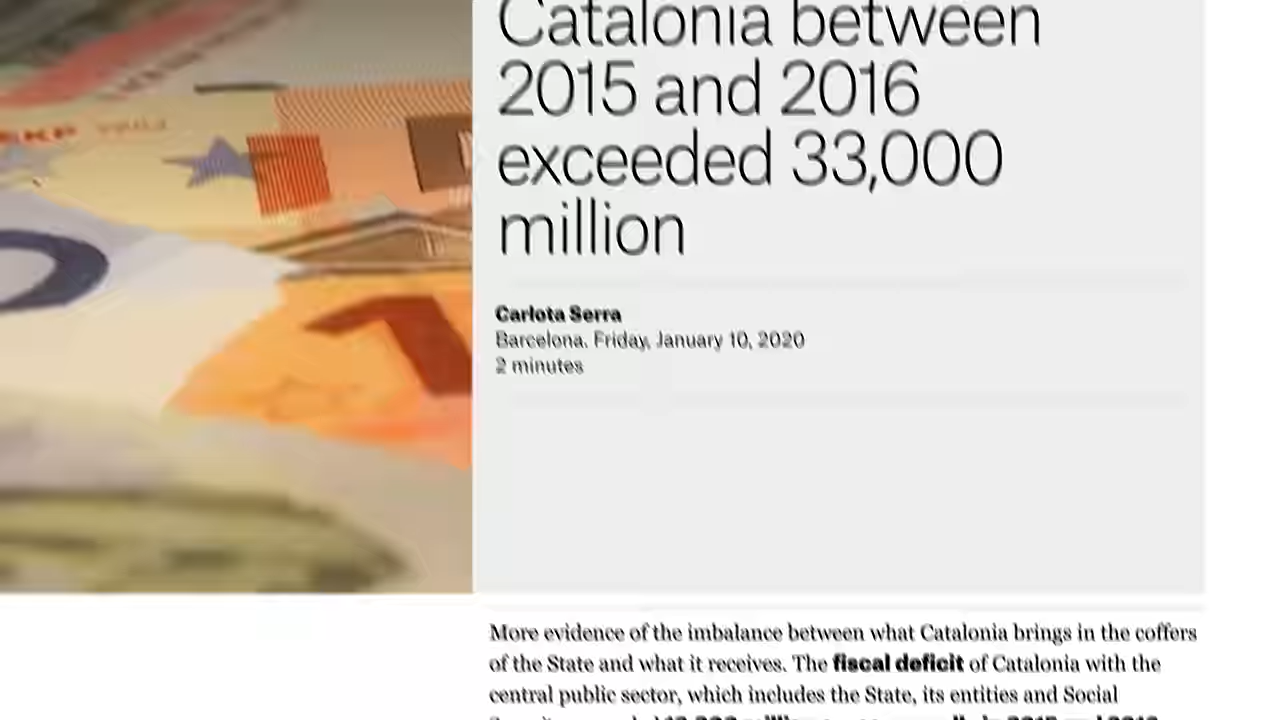 Catalonia between
2015 and 2016
exceeded 33,000
million
Carlota Serra
Barcelona. Friday, January 10, 2020
2 minutes
More evidence of the imbalance between what Catalonia brings in the coffers
of the State and what it receives. The fiscal deficit of Catalonia with the
central public sector, which includes the State, its entities and Social